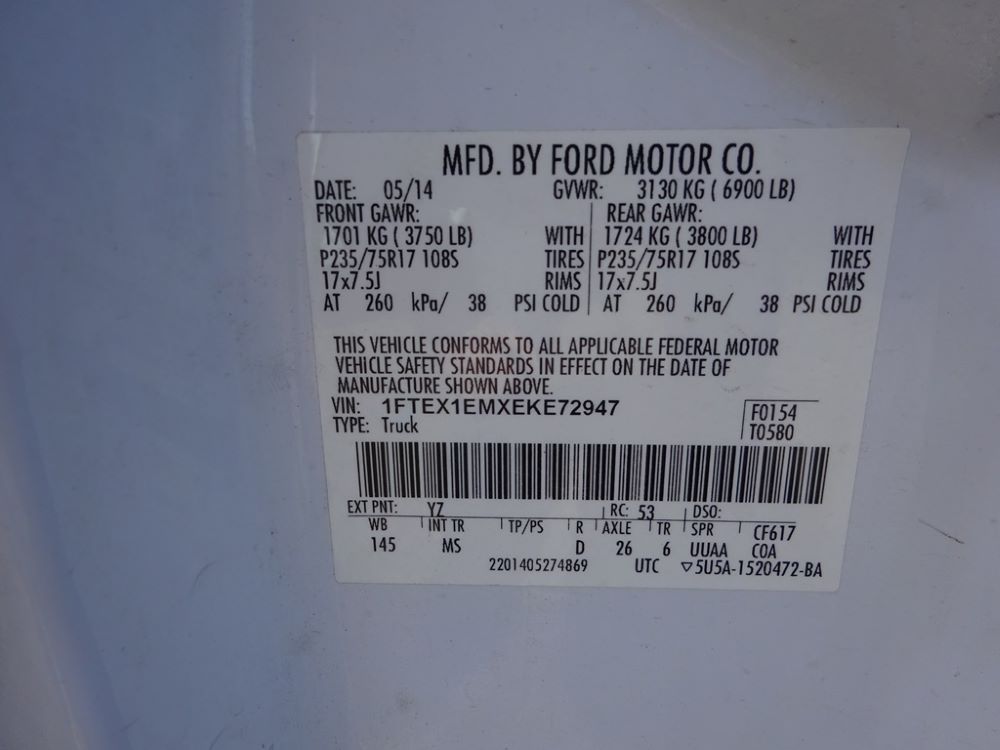 MFD. BY FORD MOTOR CO.
DATE: 05/14 GVWR: 3130 KG ( 6900 LB)
FRONT GAWR: REAR GAWR:
1701 KG ( 3750 LB) WITH 1724 KG ( 3800 LB) WITH
P235/75R17 108S TIRES P235/75R17 108S TIRES
17x7.5J RIMS 17x7.5J RIMS
AT 260 kPa/ 38 PSI COLD AT 260 kPa/ 38 PSI COLD
THIS VEHICLE CONFORMS TO ALL APPLICABLE FEDERAL MOTOR
VEHICLE SAFETY STANDARDS IN EFFECT ON THE DATE OF
MANUFACTURE SHOWN ABOVE.
VIN: 1FTEX1EMXEKE72947 F0154
TYPE: Truck T0580
EXT PNT: YZ RC: 53 DSO:
WB INT TR TP/PS R AXLE TR SPR CF617
145 MS D 26 6 UUAA COA
2201405274869 UTC ▽5U5A-1520472-BA